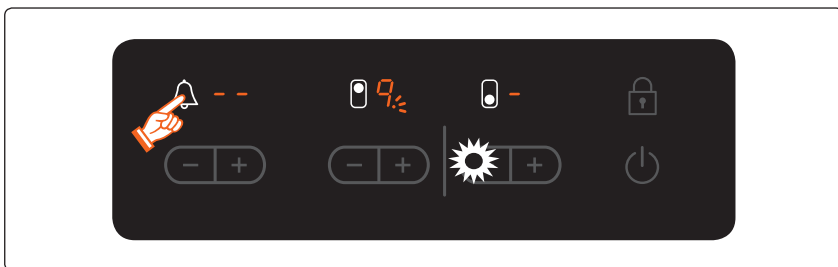 - - 9. -
- + - + +